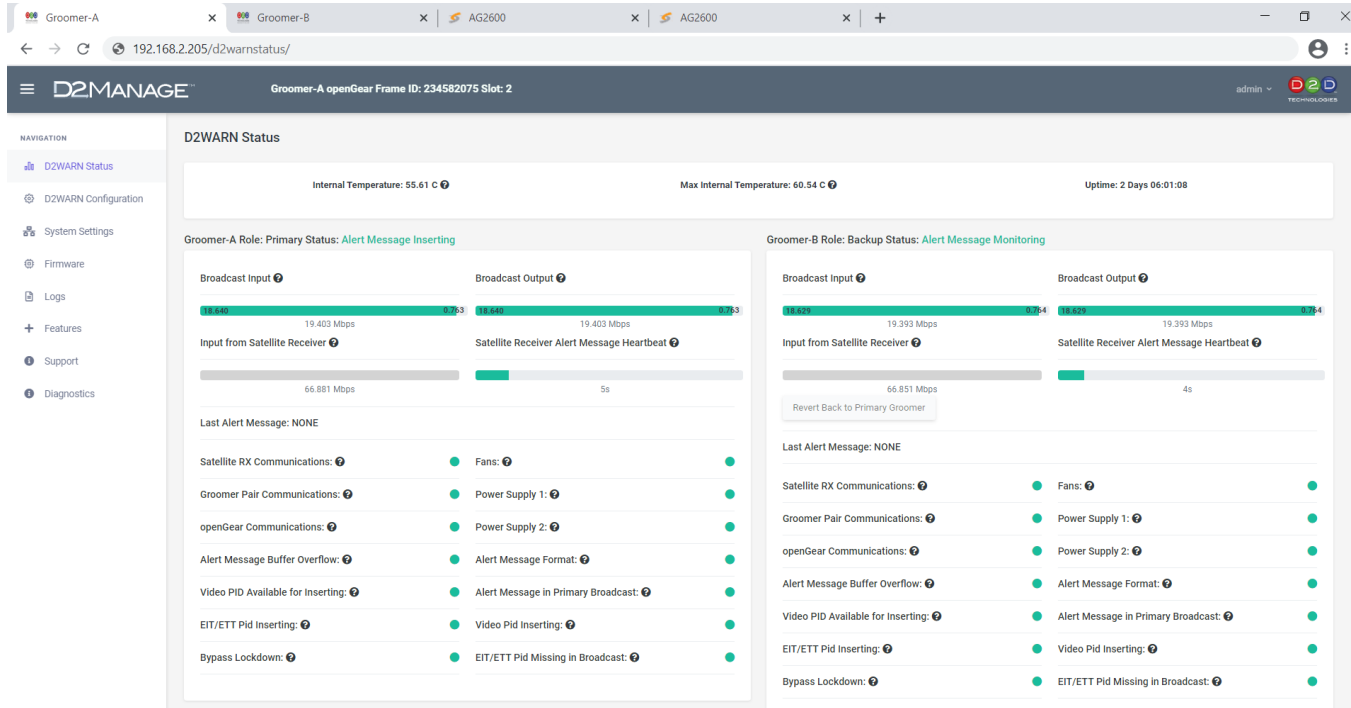 Groomer-A
Groomer-B
AG2600
AG2600
192.168.2.205/d2warnstatus/
D2MANAGE
Groomer-A openGear Frame ID: 234582075 Slot: 2
admin
D2D
TECHNOLOGIES
NAVIGATION
D2WARN Status
D2WARN Configuration
System Settings
Firmware
Logs
Features
Support
Diagnostics
D2WARN Status
Internal Temperature: 55.61 C
Max Internal Temperature: 60.54 C
Uptime: 2 Days 06:01:08
Groomer-A Role: Primary Status: Alert Message Inserting
Broadcast Input
Broadcast Output
18.640 0.763
18.640 0.763
19.403 Mbps
19.403 Mbps
Input from Satellite Receiver
Satellite Receiver Alert Message Heartbeat
66.881 Mbps
5s
Last Alert Message: NONE
Satellite RX Communications:
Fans:
Groomer Pair Communications:
Power Supply 1:
openGear Communications:
Power Supply 2:
Alert Message Buffer Overflow:
Alert Message Format:
Video PID Available for Inserting:
Alert Message in Primary Broadcast:
EIT/ETT Pid Inserting:
Video Pid Inserting:
Bypass Lockdown:
EIT/ETT Pid Missing in Broadcast:
Groomer-B Role: Backup Status: Alert Message Monitoring
Broadcast Input
Broadcast Output
18.629 0.764
18.629 0.764
19.393 Mbps
19.393 Mbps
Input from Satellite Receiver
Satellite Receiver Alert Message Heartbeat
66.851 Mbps
4s
Revert Back to Primary Groomer
Last Alert Message: NONE
Satellite RX Communications:
Fans:
Groomer Pair Communications:
Power Supply 1:
openGear Communications:
Power Supply 2:
Alert Message Buffer Overflow:
Alert Message Format:
Video PID Available for Inserting:
Alert Message in Primary Broadcast:
EIT/ETT Pid Inserting:
Video Pid Inserting:
Bypass Lockdown:
EIT/ETT Pid Missing in Broadcast: